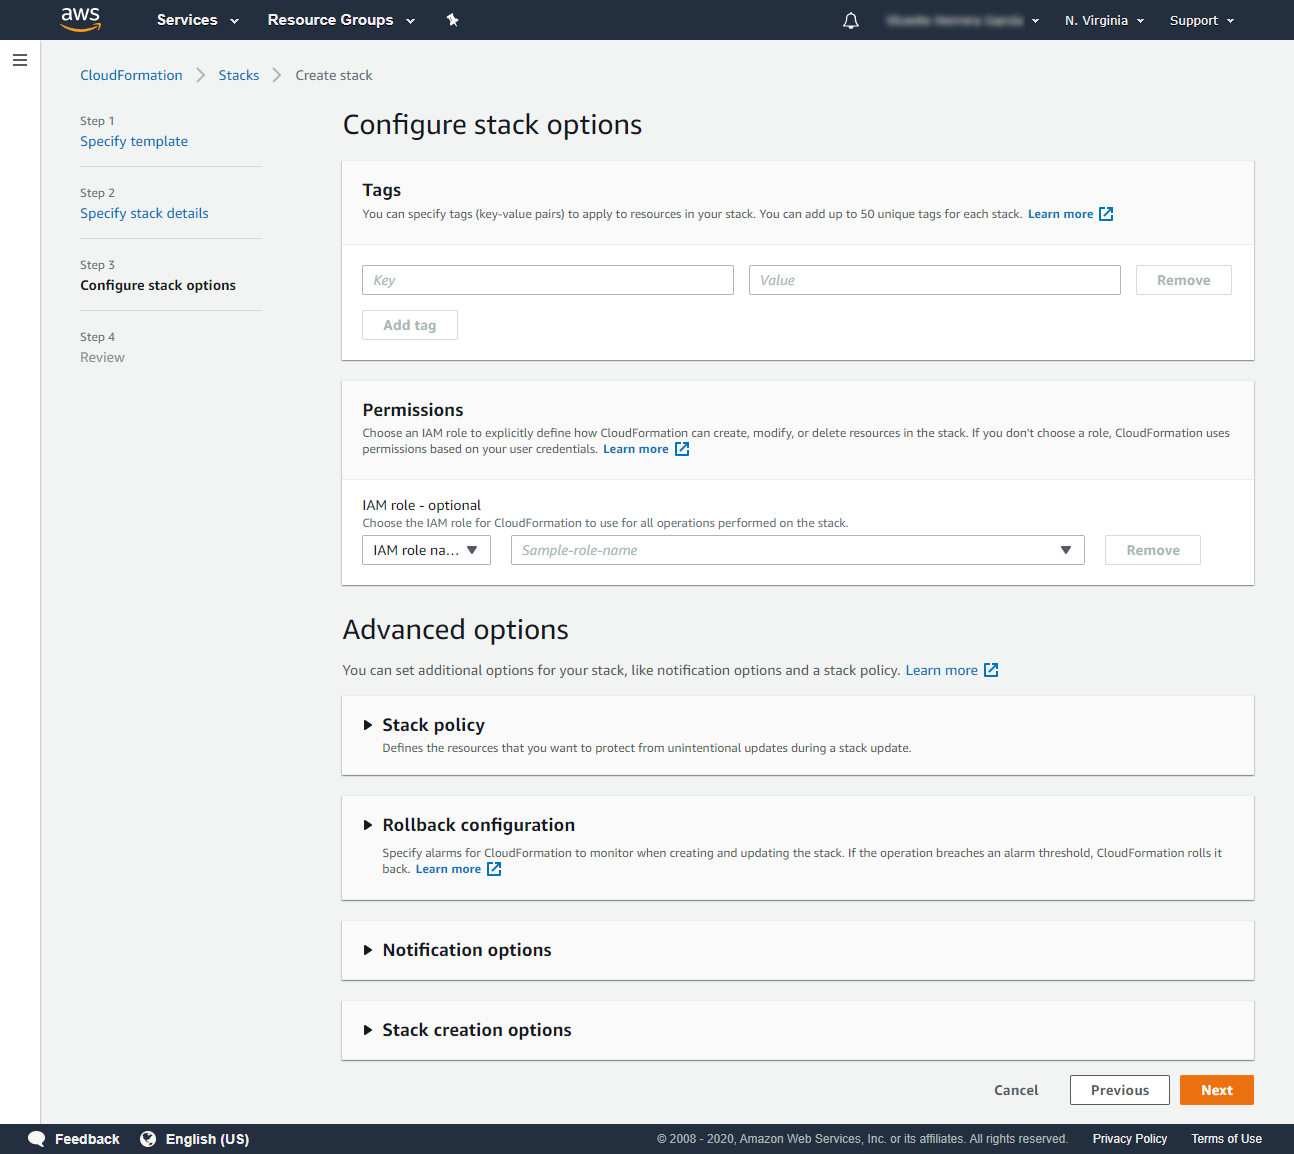 aws Services Resource Groups N. Virginia Support
CloudFormation Stacks Create stack
Step 1
Specify template
Step 2
Specify stack details
Step 3
Configure stack options
Step 4
Review
Configure stack options
Tags
You can specify tags (key-value pairs) to apply to resources in your stack. You can add up to 50 unique tags for each stack. Learn more
Key Value Remove
Add tag
Permissions
Choose an IAM role to explicitly define how CloudFormation can create, modify, or delete resources in the stack. If you don't choose a role, CloudFormation uses
permissions based on your user credentials. Learn more
IAM role - optional
Choose the IAM role for CloudFormation to use for all operations performed on the stack.
IAM role na... Sample-role-name Remove
Advanced options
You can set additional options for your stack, like notification options and a stack policy. Learn more
Stack policy
Defines the resources that you want to protect from unintentional updates during a stack update.
Rollback configuration
Specify alarms for CloudFormation to monitor when creating and updating the stack. If the operation breaches an alarm threshold, CloudFormation rolls it
back. Learn more
Notification options
Stack creation options
Cancel Previous Next
Feedback English (US) © 2008 - 2020, Amazon Web Services, Inc. or its affiliates. All rights reserved. Privacy Policy Terms of Use